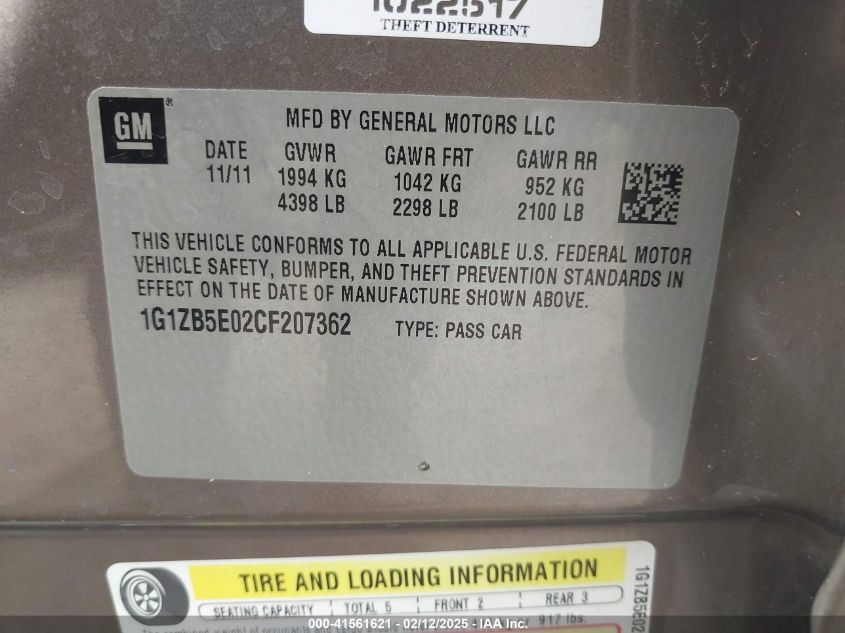 THEFT DETERRENT
GM
MFD BY GENERAL MOTORS LLC
DATE GVWR GAWR FRT GAWR RR
11/11 1994 KG 1042 KG 952 KG
4398 LB 2298 LB 2100 LB
THIS VEHICLE CONFORMS TO ALL APPLICABLE U.S. FEDERAL MOTOR
VEHICLE SAFETY, BUMPER, AND THEFT PREVENTION STANDARDS IN
EFFECT ON THE DATE OF MANUFACTURE SHOWN ABOVE.
1G1ZB5E02CF207362 TYPE: PASS CAR
TIRE AND LOADING INFORMATION
SEATING CAPACITY TOTAL 5 FRONT 2 REAR 3
917 lbs.
1G1ZB5E02
00-41561621 - 02/12/2025 - IAA Inc.